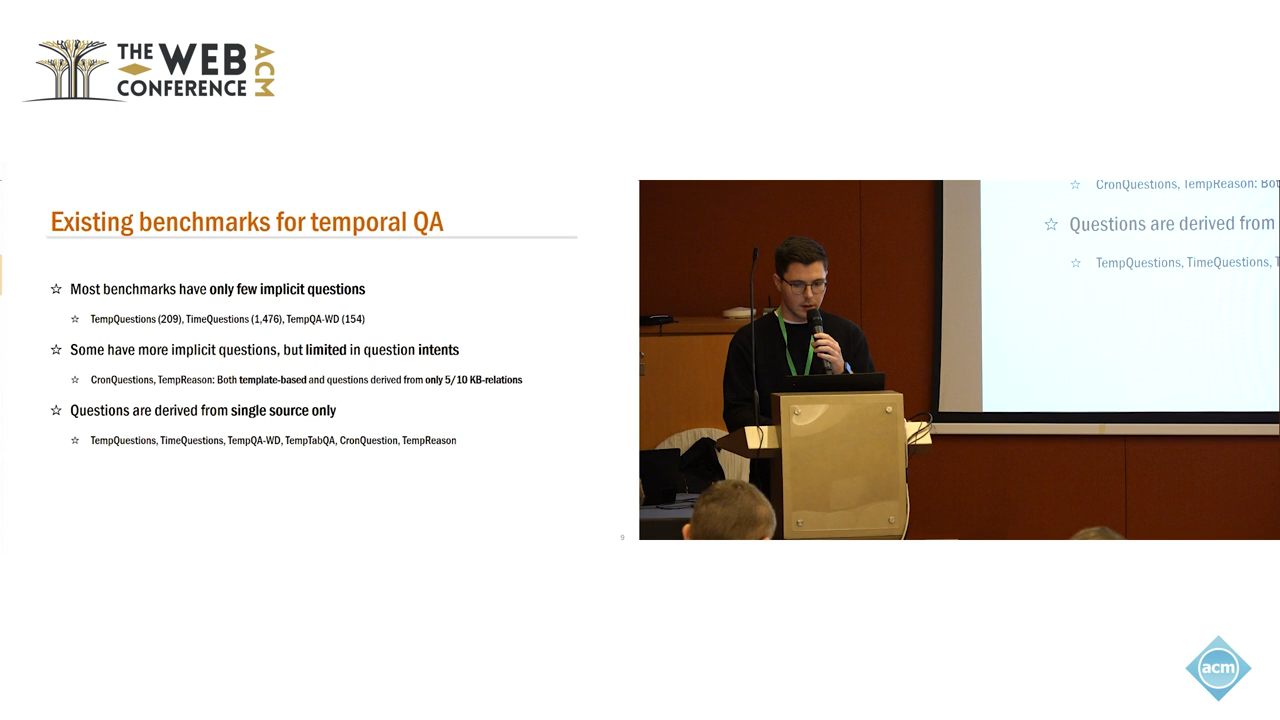 THE WEB
CONFERENCE
ACM
Existing benchmarks for temporal QA
☆ Most benchmarks have only few implicit questions
☆ TempQuestions (209), TimeQuestions (1,476), TempQA-WD (154)
☆ Some have more implicit questions, but limited in question intents
☆ CronQuestions, TempReason: Both template-based and questions derived from only 5/10 KB-relations
☆ Questions are derived from single source only
☆ TempQuestions, TimeQuestions, TempQA-WD, TempTabQA, CronQuestion, TempReason
9
☆ CronQuestions, TempReason: Bot
☆ Questions are derived from
☆ TempQuestions, TimeQuestions, T
acm